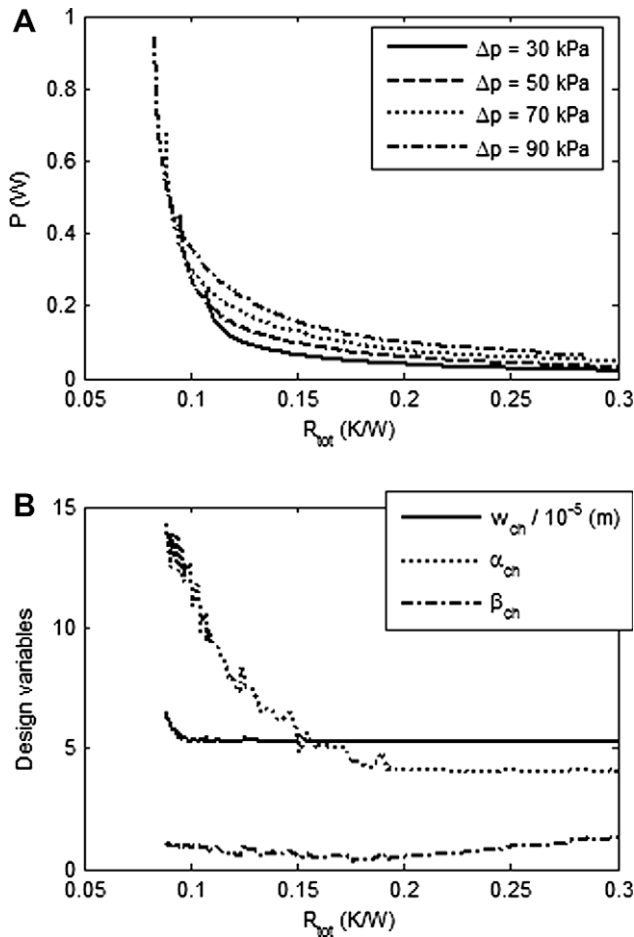 A
Δp = 30 kPa
Δp = 50 kPa
Δp = 70 kPa
Δp = 90 kPa
P (W)
1
0.8
0.6
0.4
0.2
0
0.05 0.1 0.15 0.2 0.25 0.3
R_tot (K/W)
B
w_ch / 10^-5 (m)
α_ch
β_ch
Design variables
15
10
5
0
0.05 0.1 0.15 0.2 0.25 0.3
R_tot (K/W)